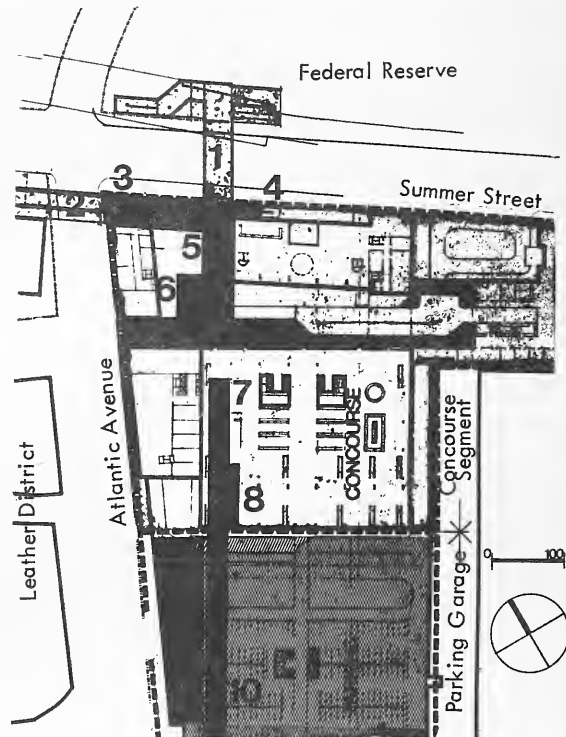 Federal Reserve
1
3
4
Summer Street
2
5
6
7
CONCOURSE
8
Atlantic Avenue
Leather District
Concourse
Segment
Parking Garage
0 100
10